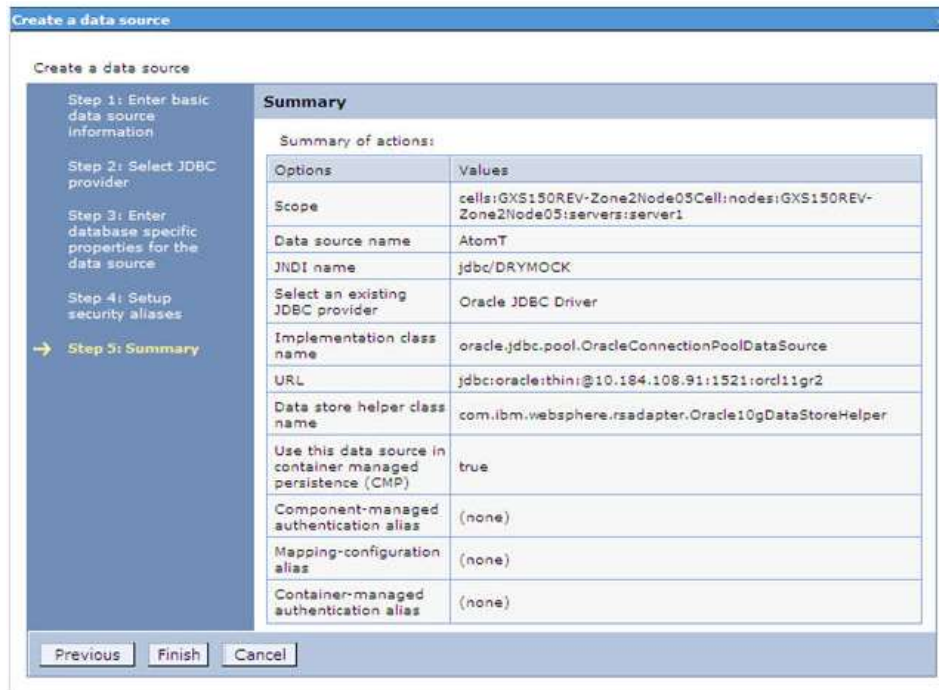 Create a data source
Create a data source
Step 1: Enter basic
data source
information
Step 2: Select JDBC
provider
Step 3: Enter
database specific
properties for the
data source
Step 4: Setup
security aliases
Step 5: Summary
Summary
Summary of actions:
Options Values
Scope cells:GXS150REV-Zone2Node05Cell:nodes:GXS150REV-
Zone2Node05:servers:server1
Data source name AtomT
JNDI name jdbc/DRYMOCK
Select an existing
JDBC provider Oracle JDBC Driver
Implementation class
name oracle.jdbc.pool.OracleConnectionPoolDataSource
URL jdbc:oracle:thin:@10.184.108.91:1521:orcl11gr2
Data store helper class
name com.ibm.websphere.rsadapter.Oracle10gDataStoreHelper
Use this data source in
container managed
persistence (CMP) true
Component-managed
authentication alias (none)
Mapping-configuration
alias (none)
Container-managed
authentication alias (none)
Previous Finish Cancel